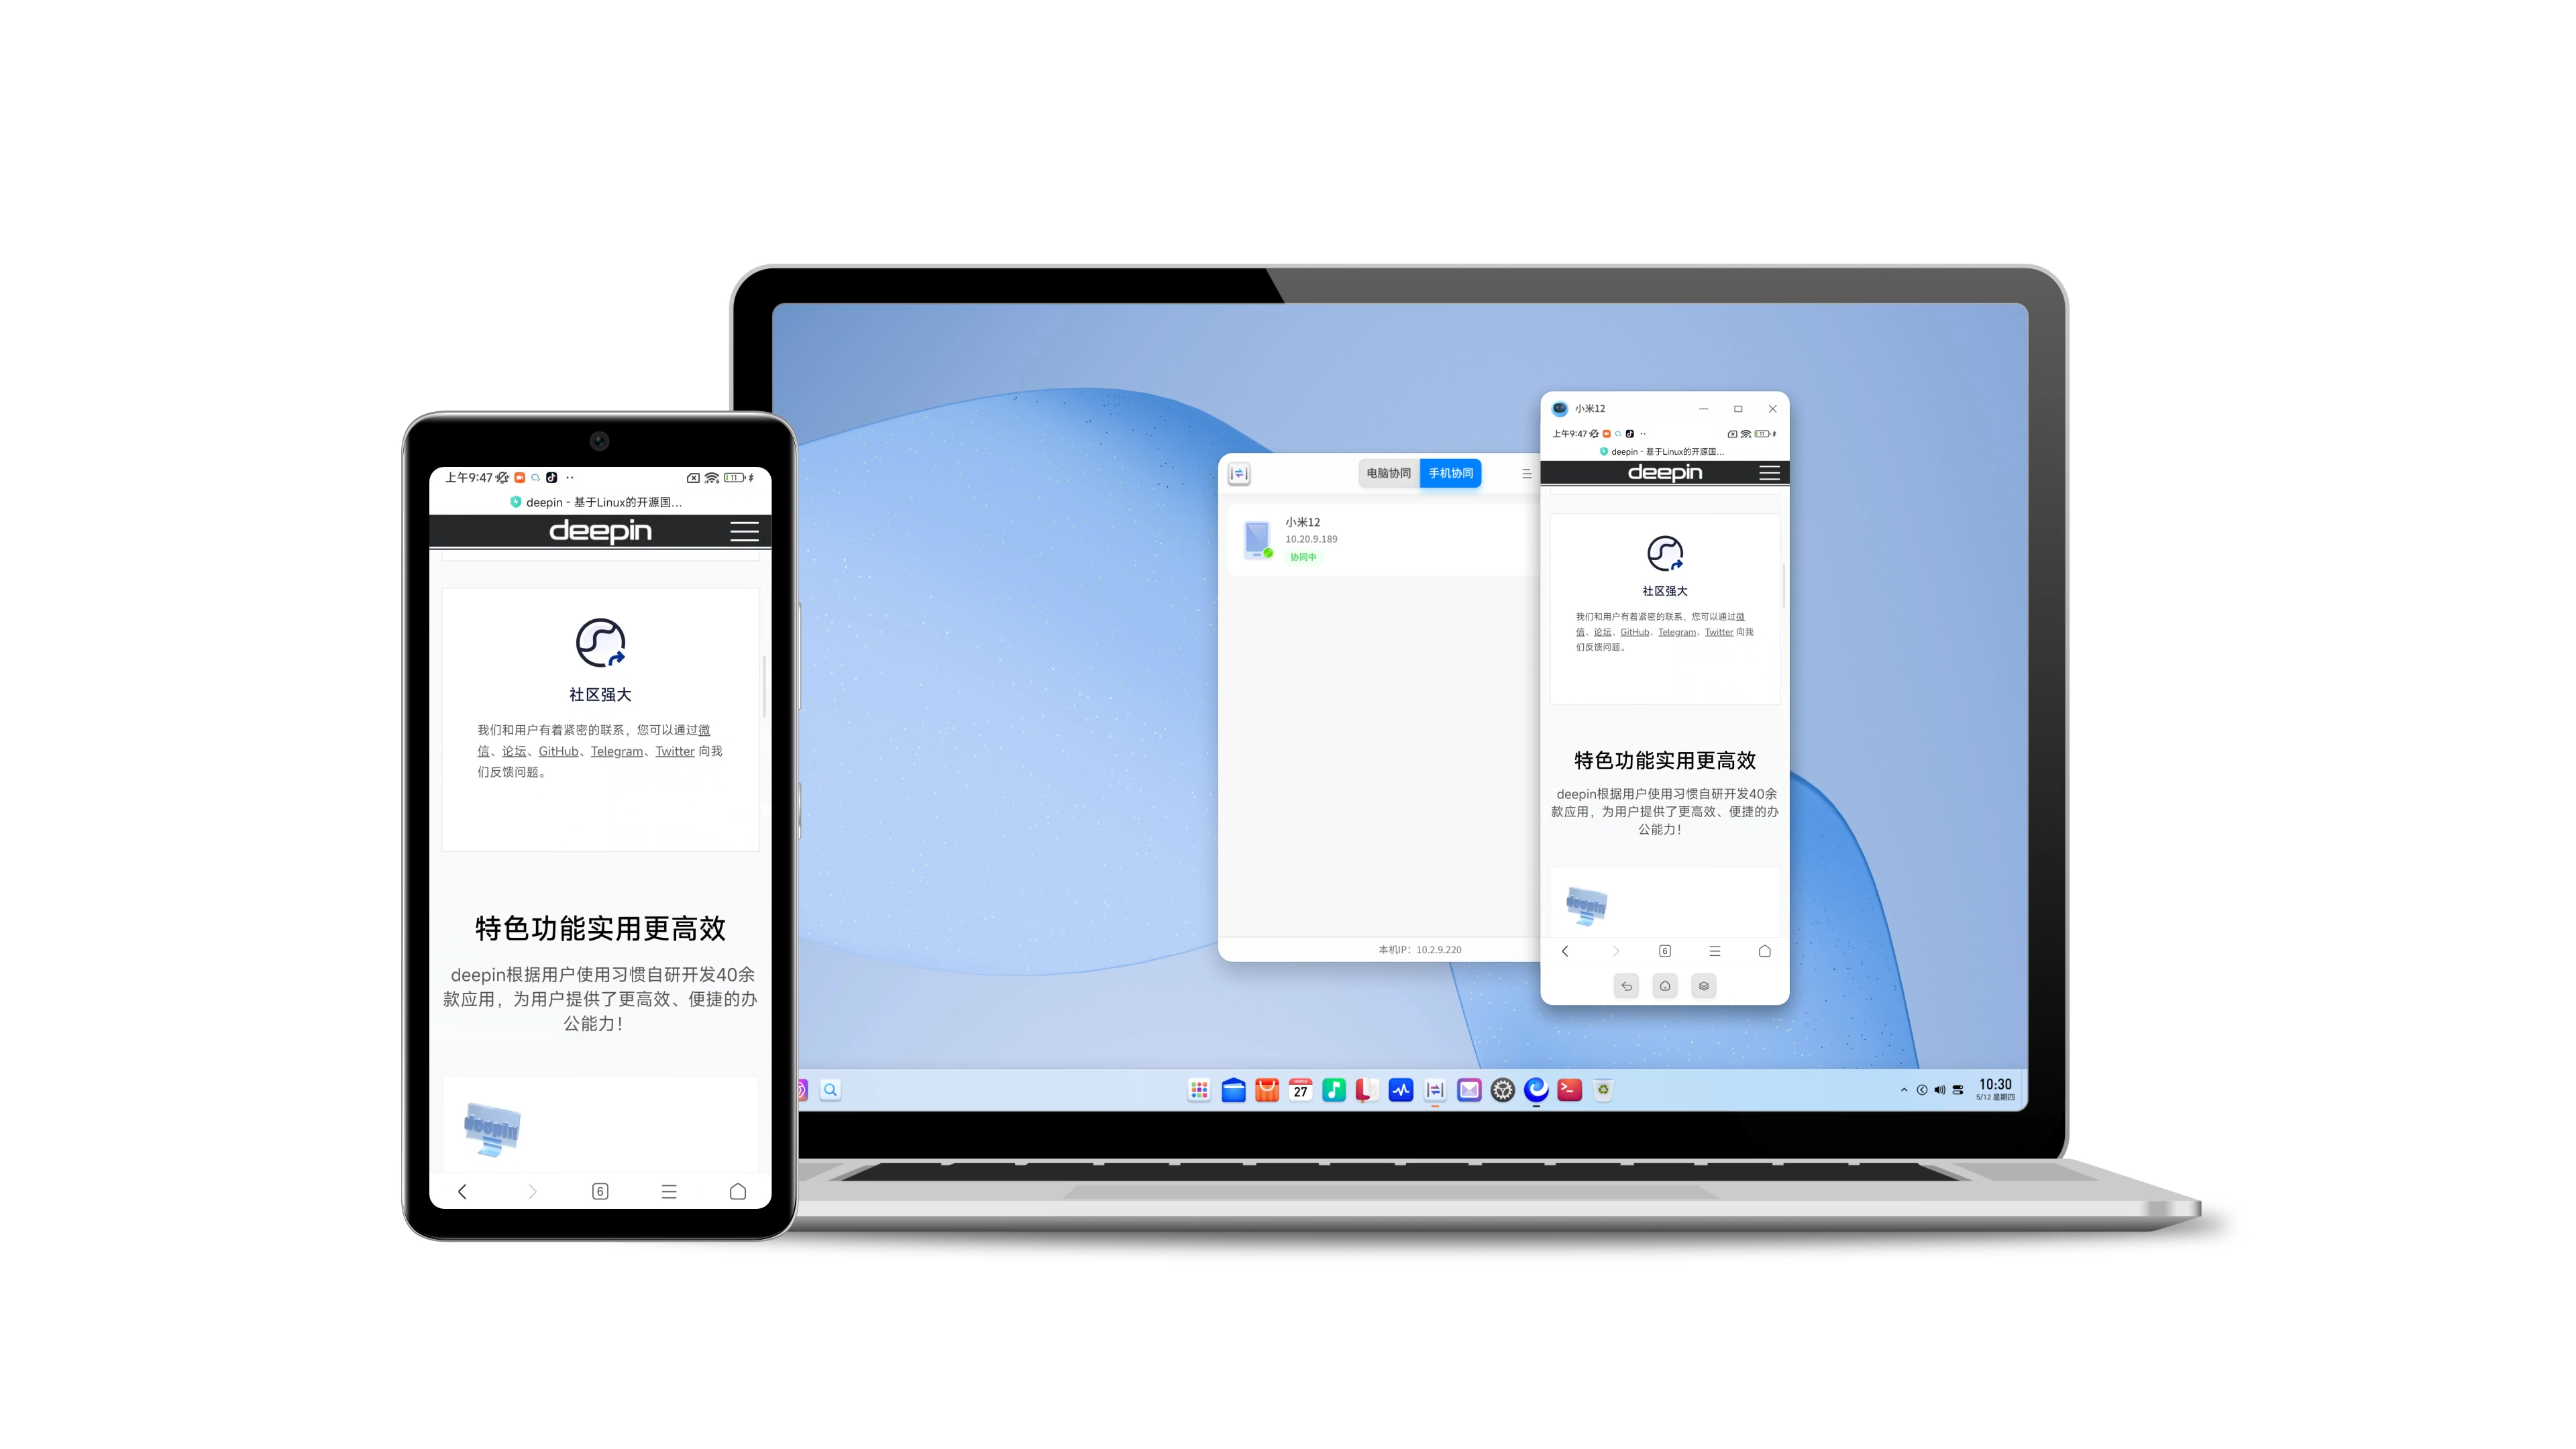 上午9:47
11
deepin - 基于Linux的开源国...
deepin
社区强大
我们和用户有着紧密的联系，您可以通过微
信、论坛、GitHub、Telegram、Twitter 向我
们反馈问题。
特色功能实用更高效
deepin根据用户使用习惯自研开发40余
款应用，为用户提供了更高效、便捷的办
公能力！
deepin
6
电脑协同
手机协同
小米12
10.20.9.189
协同中
本机IP：10.2.9.220
小米12
上午9:47
11
deepin - 基于Linux的开源国...
deepin
社区强大
我们和用户有着紧密的联系，您可以通过微
信、论坛、GitHub、Telegram、Twitter 向我
们反馈问题。
特色功能实用更高效
deepin根据用户使用习惯自研开发40余
款应用，为用户提供了更高效、便捷的办
公能力！
deepin
6
27
10:30
5/12 星期四